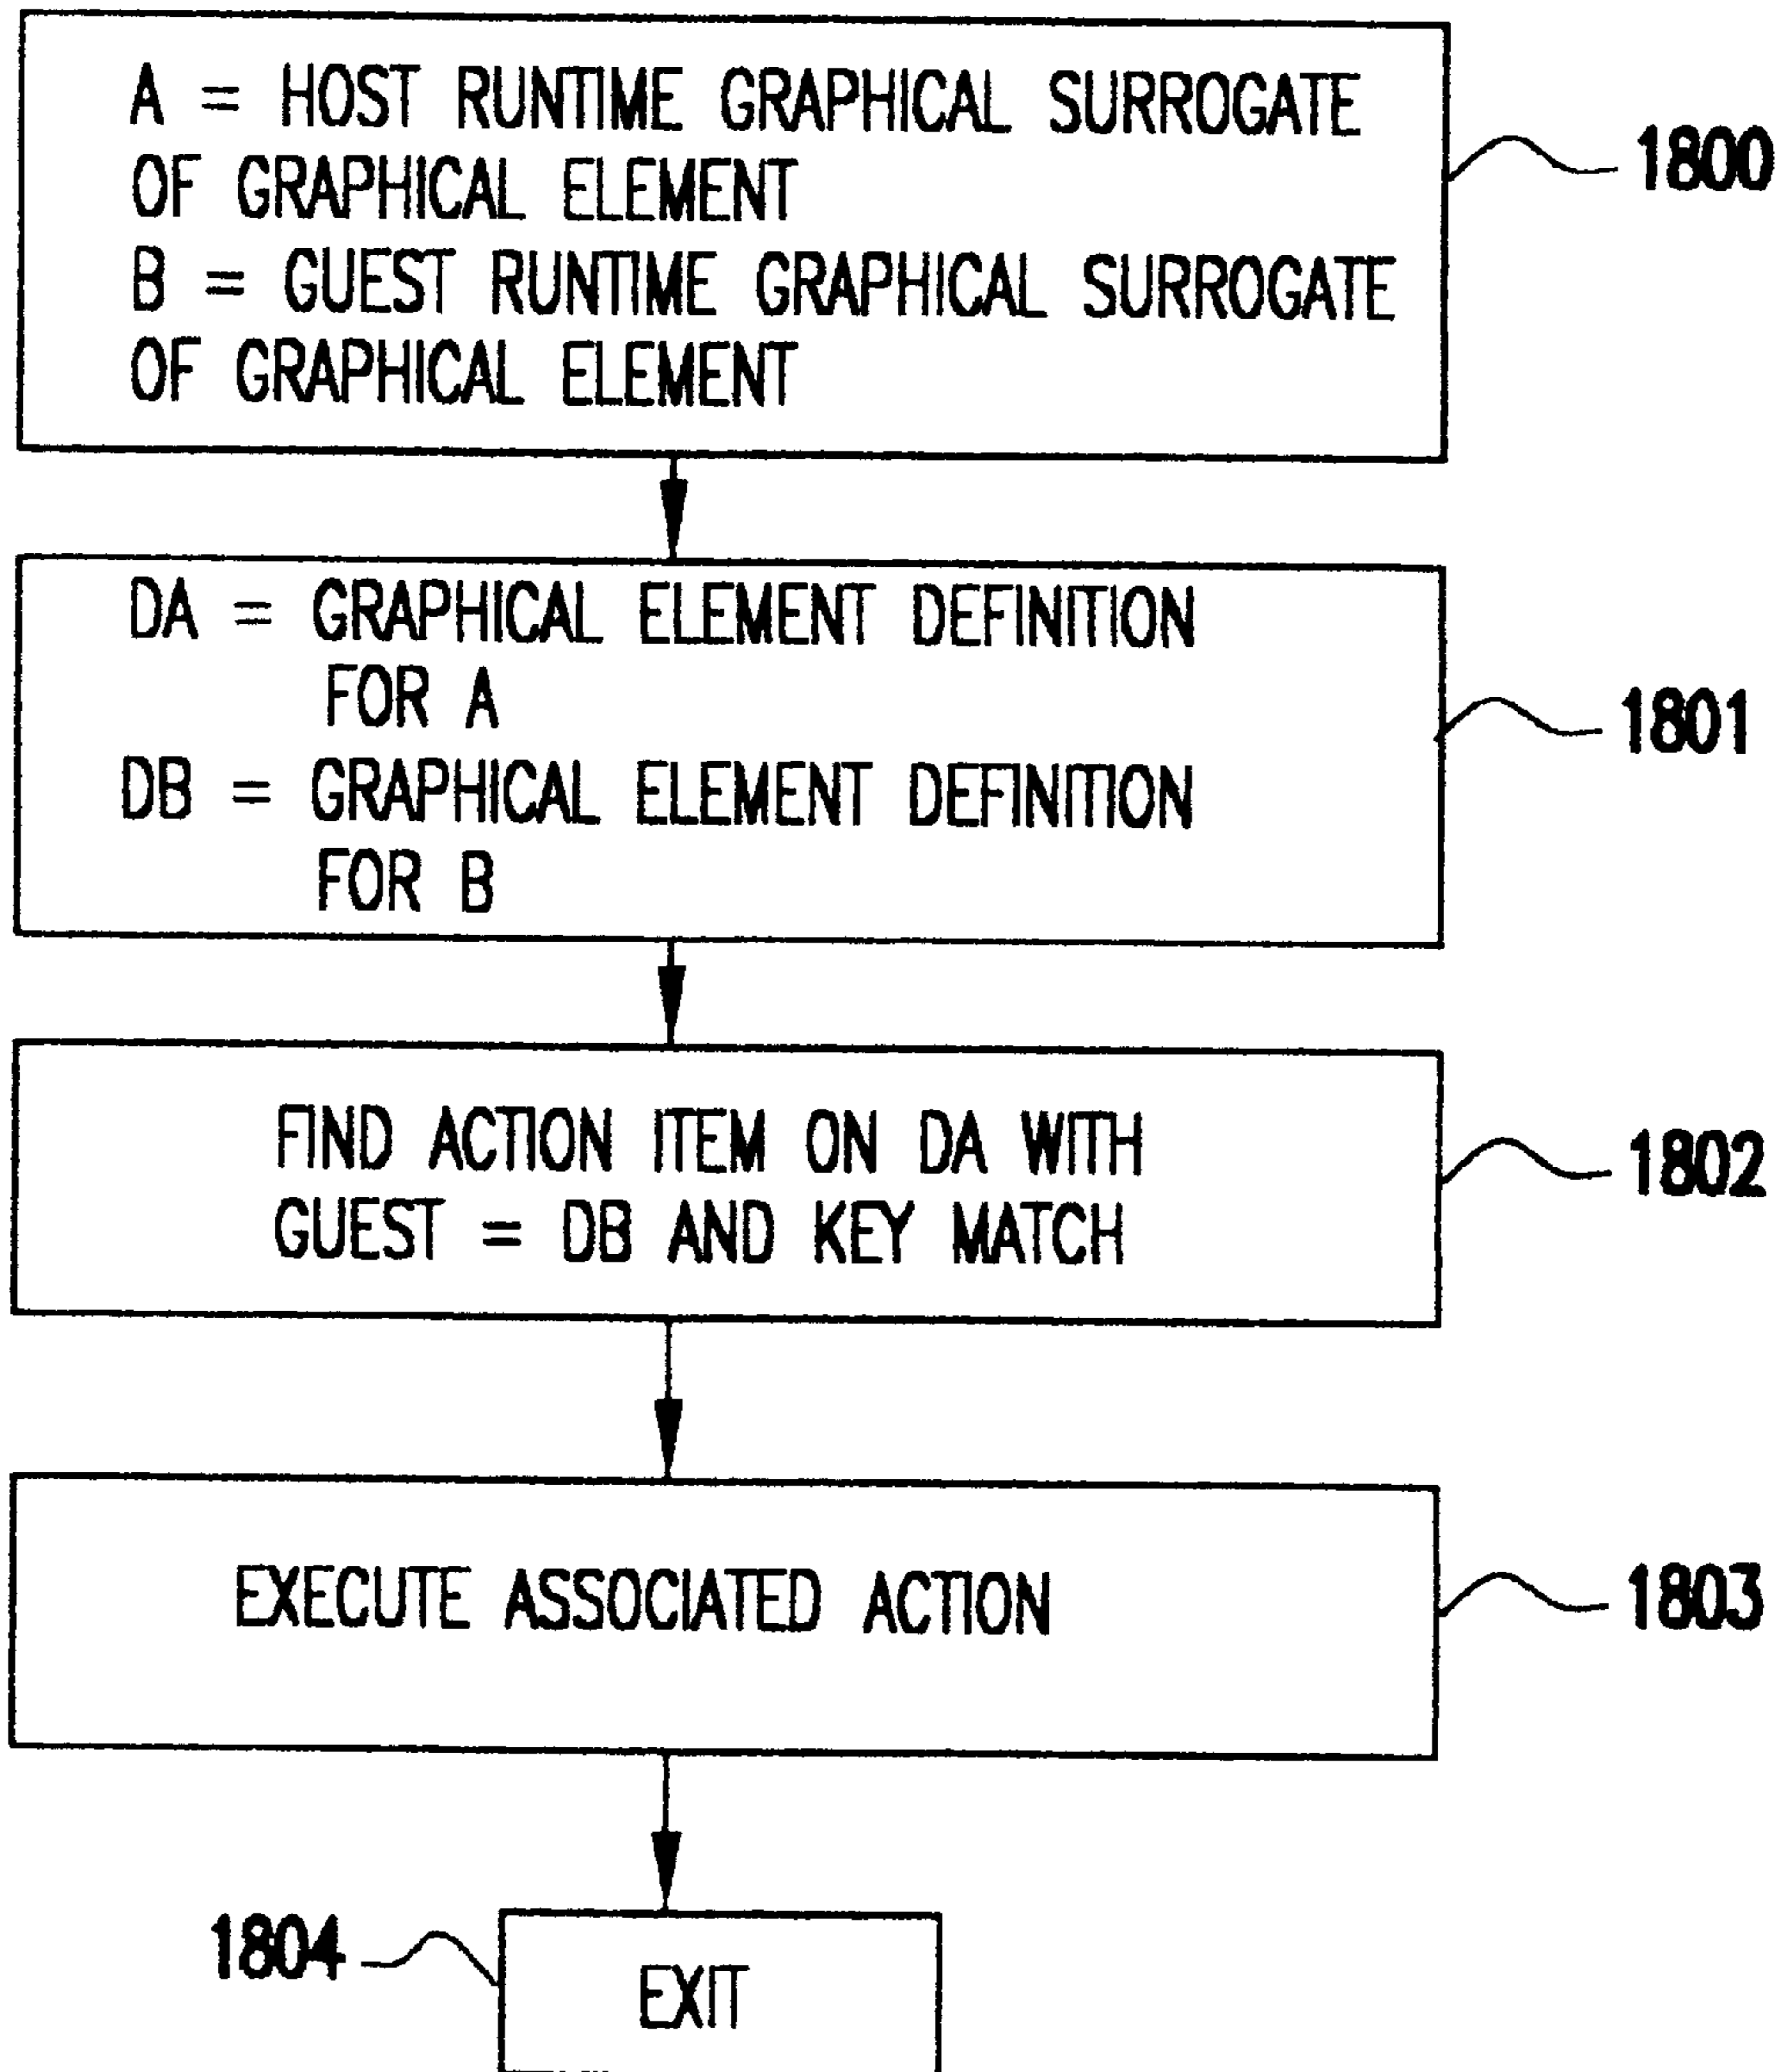 A = HOST RUNTIME GRAPHICAL SURROGATE
OF GRAPHICAL ELEMENT
B = GUEST RUNTIME GRAPHICAL SURROGATE
OF GRAPHICAL ELEMENT
1800
DA = GRAPHICAL ELEMENT DEFINITION
FOR A
DB = GRAPHICAL ELEMENT DEFINITION
FOR B
1801
FIND ACTION ITEM ON DA WITH
GUEST = DB AND KEY MATCH
1802
EXECUTE ASSOCIATED ACTION
1803
1804
EXIT